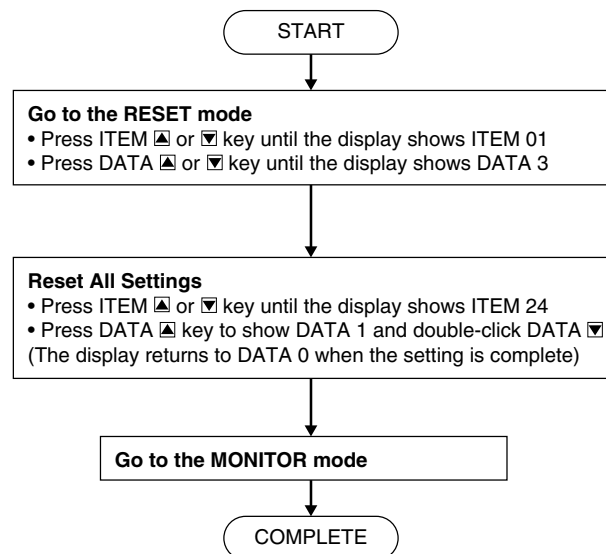 START
Go to the RESET mode
• Press ITEM ▲ or ▼ key until the display shows ITEM 01
• Press DATA ▲ or ▼ key until the display shows DATA 3
Reset All Settings
• Press ITEM ▲ or ▼ key until the display shows ITEM 24
• Press DATA ▲ key to show DATA 1 and double-click DATA ▼
(The display returns to DATA 0 when the setting is complete)
Go to the MONITOR mode
COMPLETE